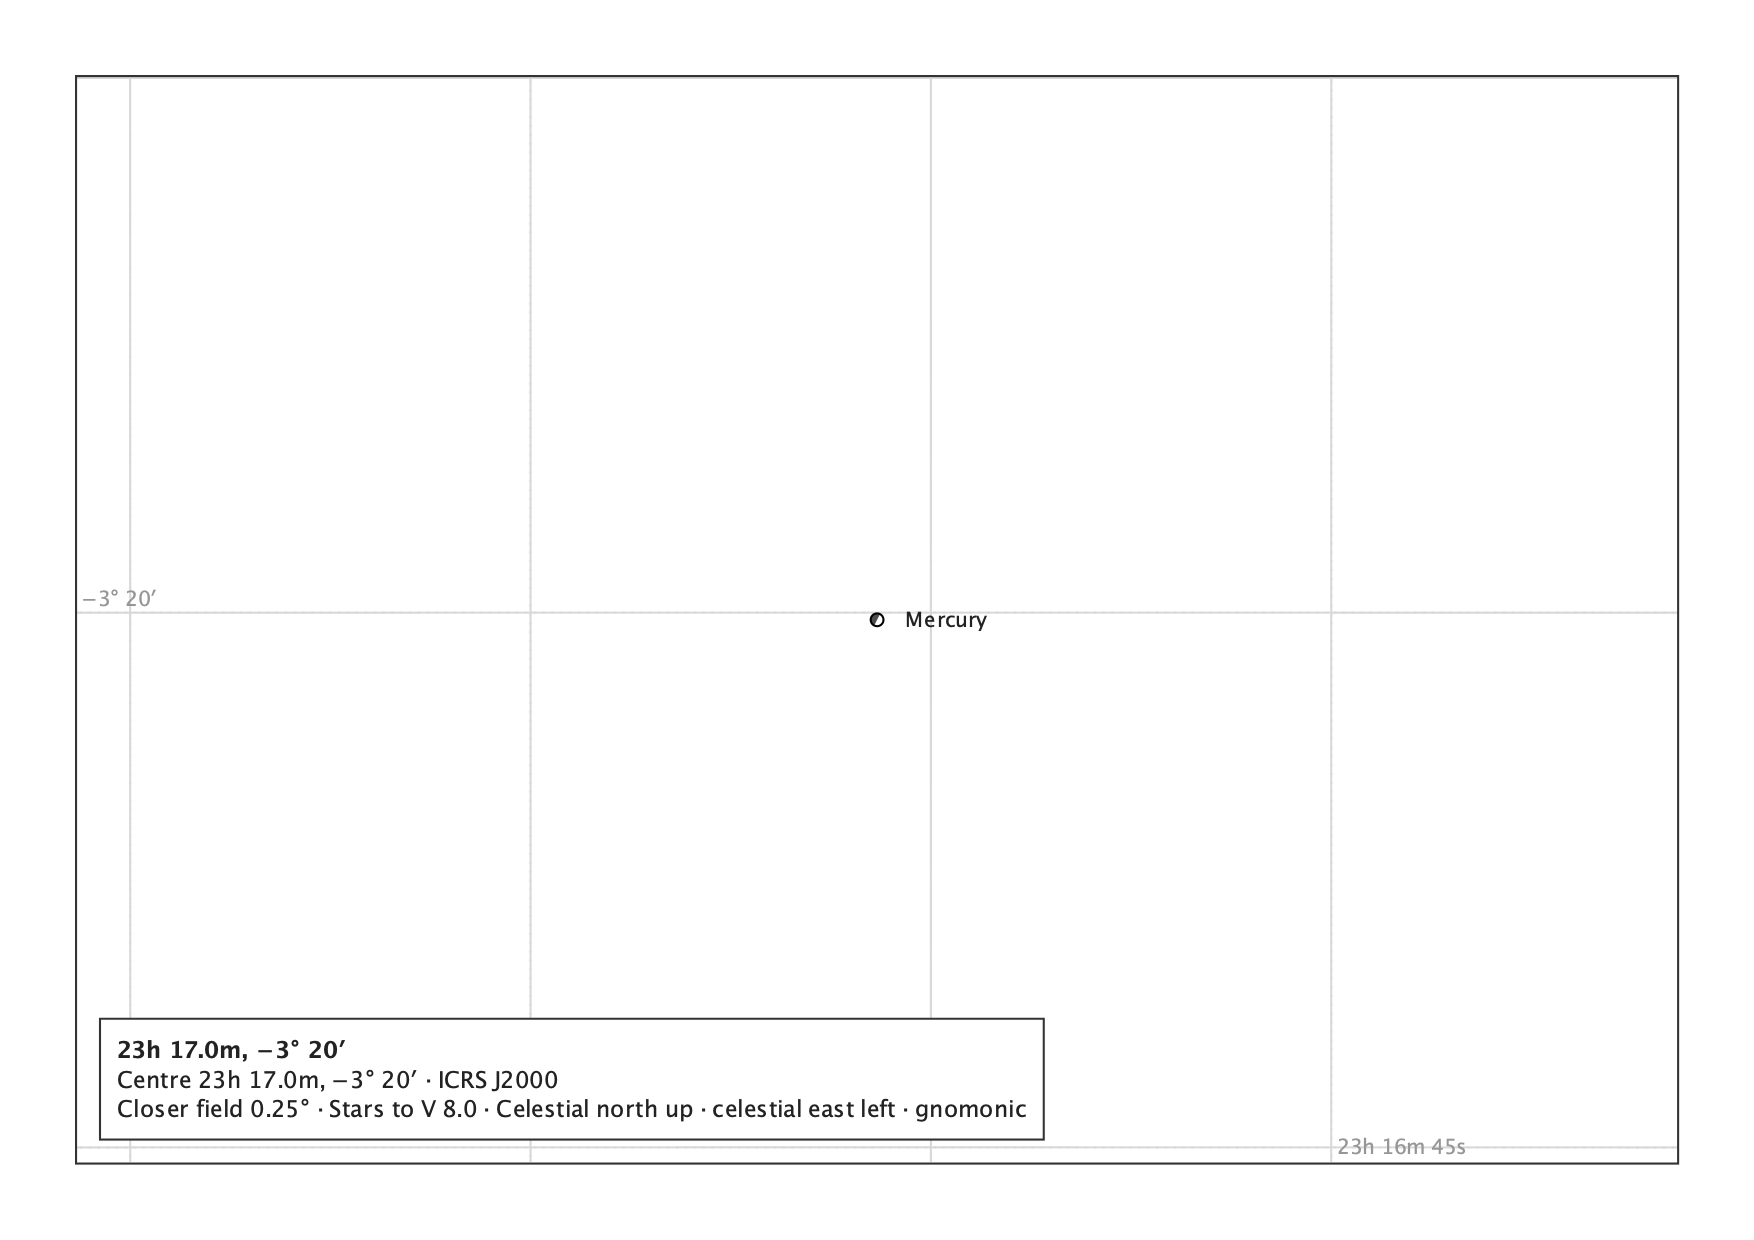 −3° 20′
Mercury
23h 17.0m, −3° 20′
Centre 23h 17.0m, −3° 20′ · ICRS J2000
Closer field 0.25° · Stars to V 8.0 · Celestial north up · celestial east left · gnomonic
23h 16m 45s